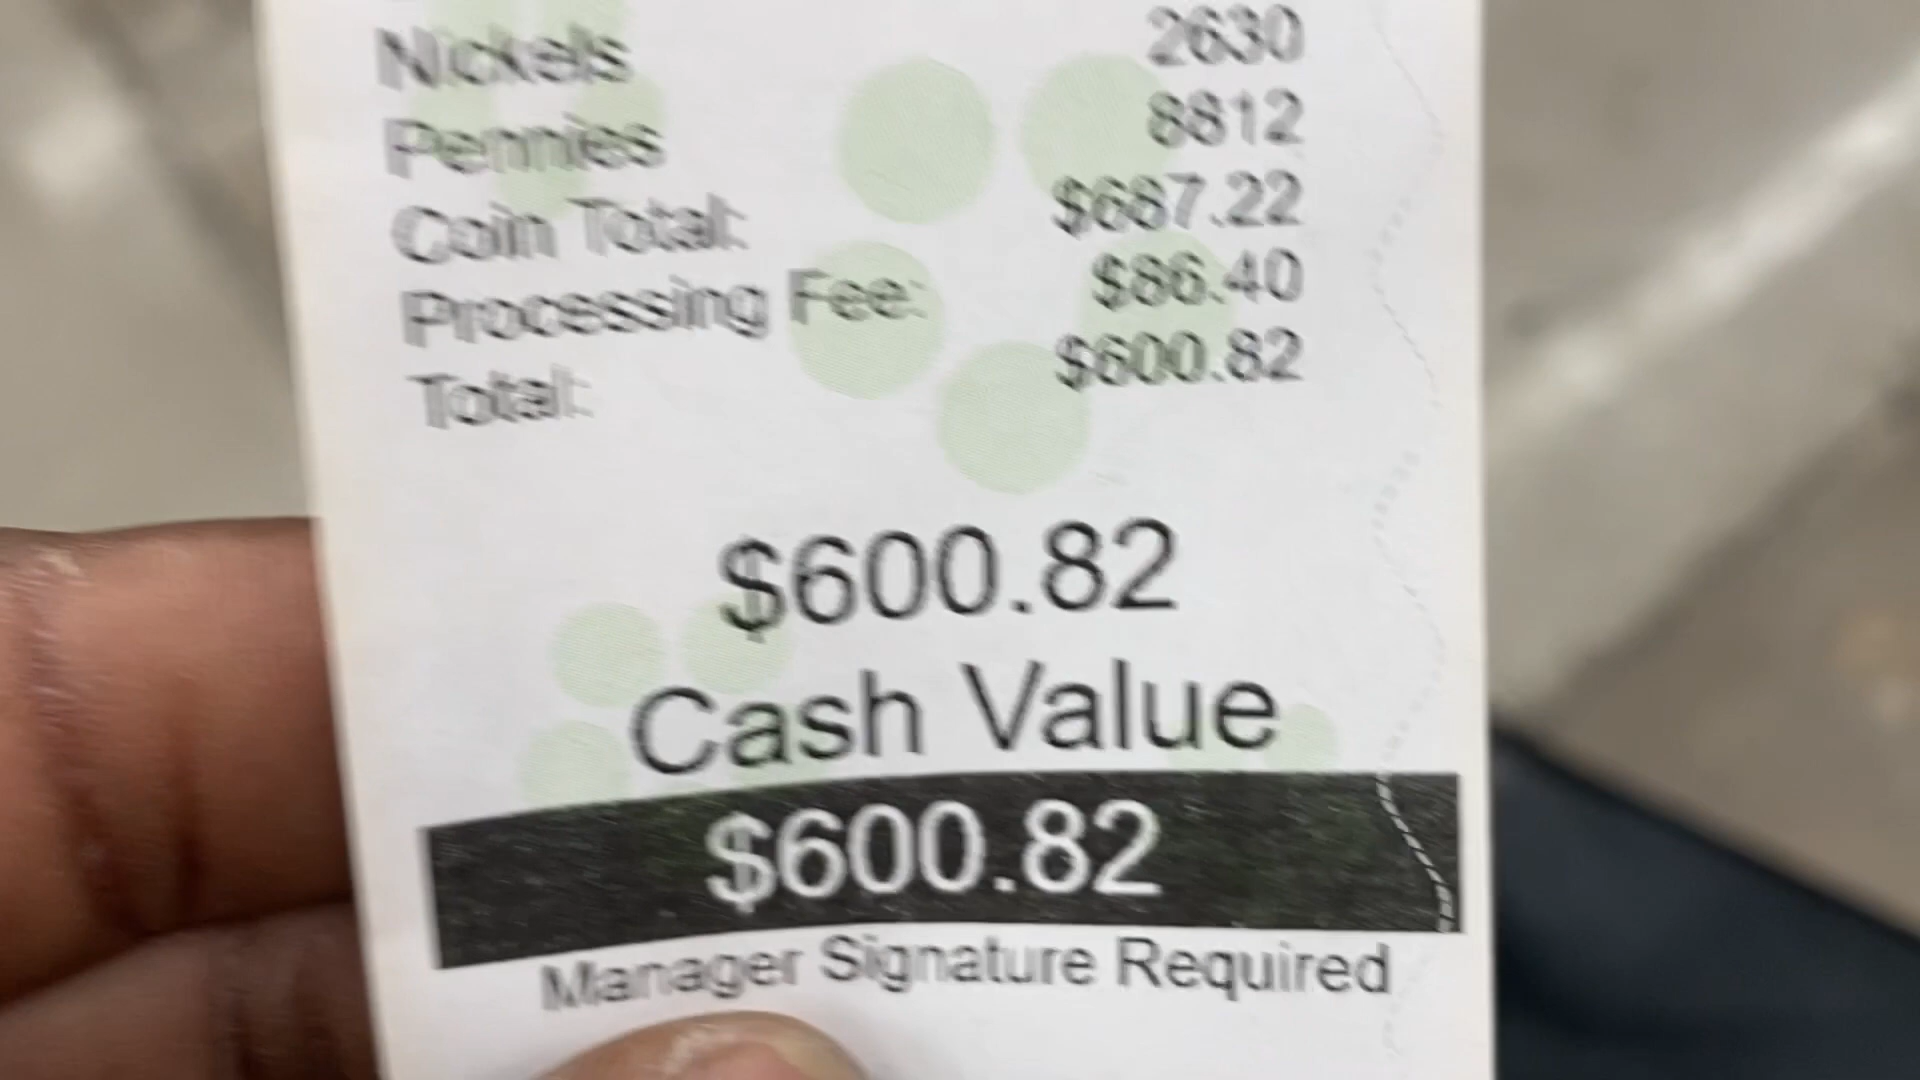 Nickels 2630
Pennies 8812
Coin Total: $687.22
Processing Fee: $86.40
Total: $600.82
$600.82
Cash Value
$600.82
Manager Signature Required